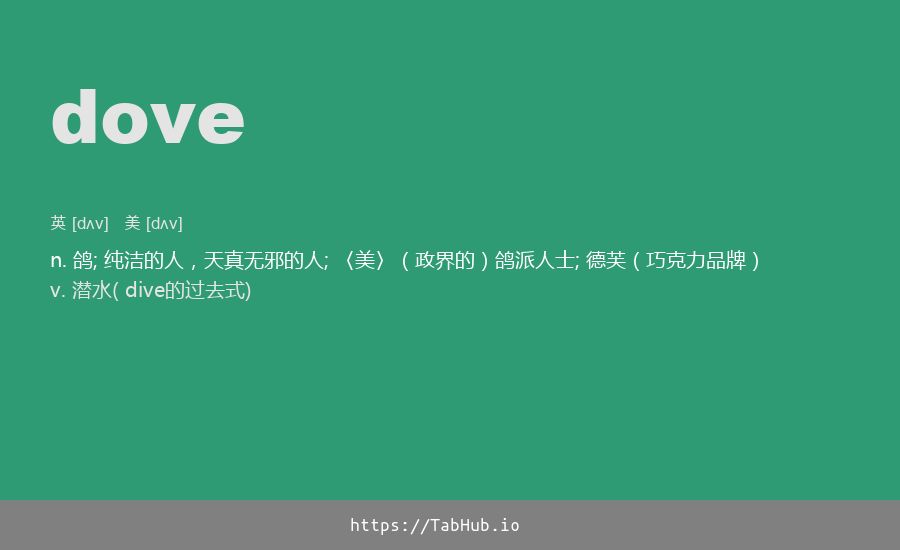 dove
英 [dʌv] 美 [dʌv]
n. 鸽; 纯洁的人，天真无邪的人; 〈美〉（政界的）鸽派人士; 德芙（巧克力品牌）
v. 潜水( dive的过去式)
https://TabHub.io